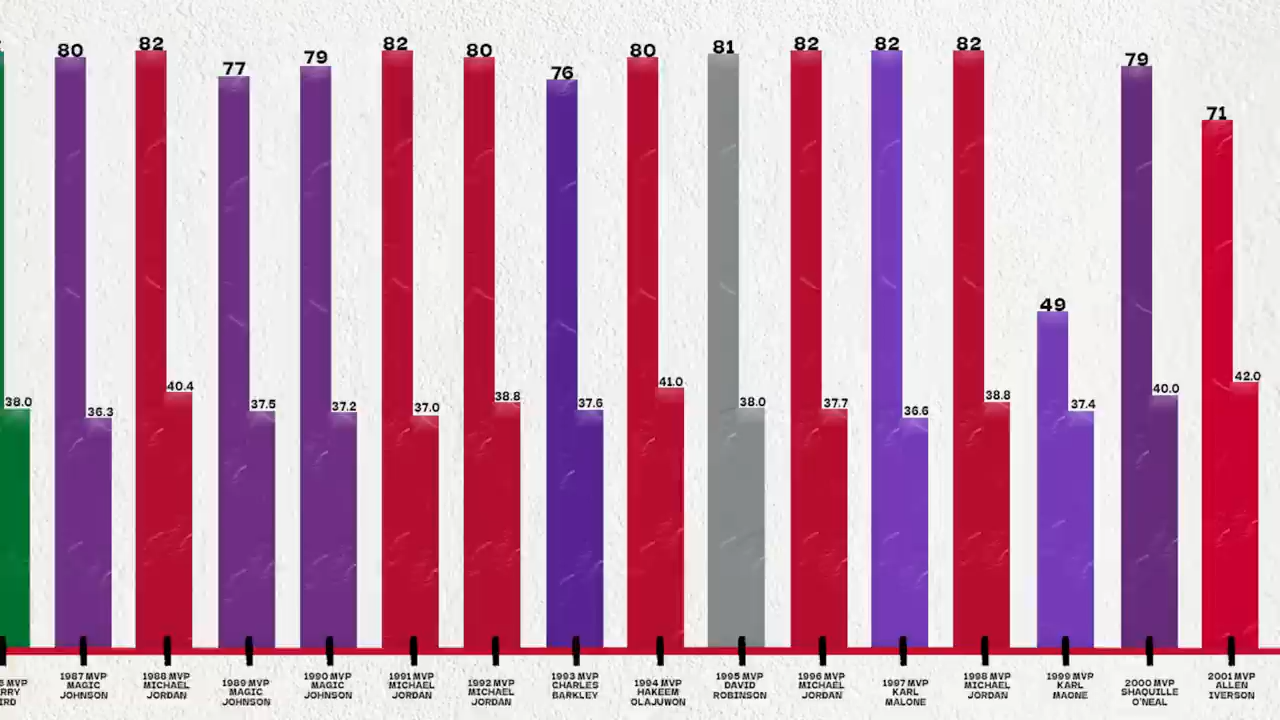 80
82
77
79
82
80
76
80
81
82
82
82
49
79
71
38.0
36.3
40.4
37.5
37.2
37.0
38.8
37.6
41.0
38.0
37.7
36.6
38.8
37.4
40.0
42.0
6 MVP
RRY
IRD
1987 MVP
MAGIC
JOHNSON
1988 MVP
MICHAEL
JORDAN
1989 MVP
MAGIC
JOHNSON
1990 MVP
MAGIC
JOHNSON
1991 MVP
MICHAEL
JORDAN
1992 MVP
MICHAEL
JORDAN
1993 MVP
CHARLES
BARKLEY
1994 MVP
HAKEEM
OLAJUWON
1995 MVP
DAVID
ROBINSON
1996 MVP
MICHAEL
JORDAN
1997 MVP
KARL
MALONE
1998 MVP
MICHAEL
JORDAN
1999 MVP
KARL
MAONE
2000 MVP
SHAQUILLE
O'NEAL
2001 MVP
ALLEN
IVERSON